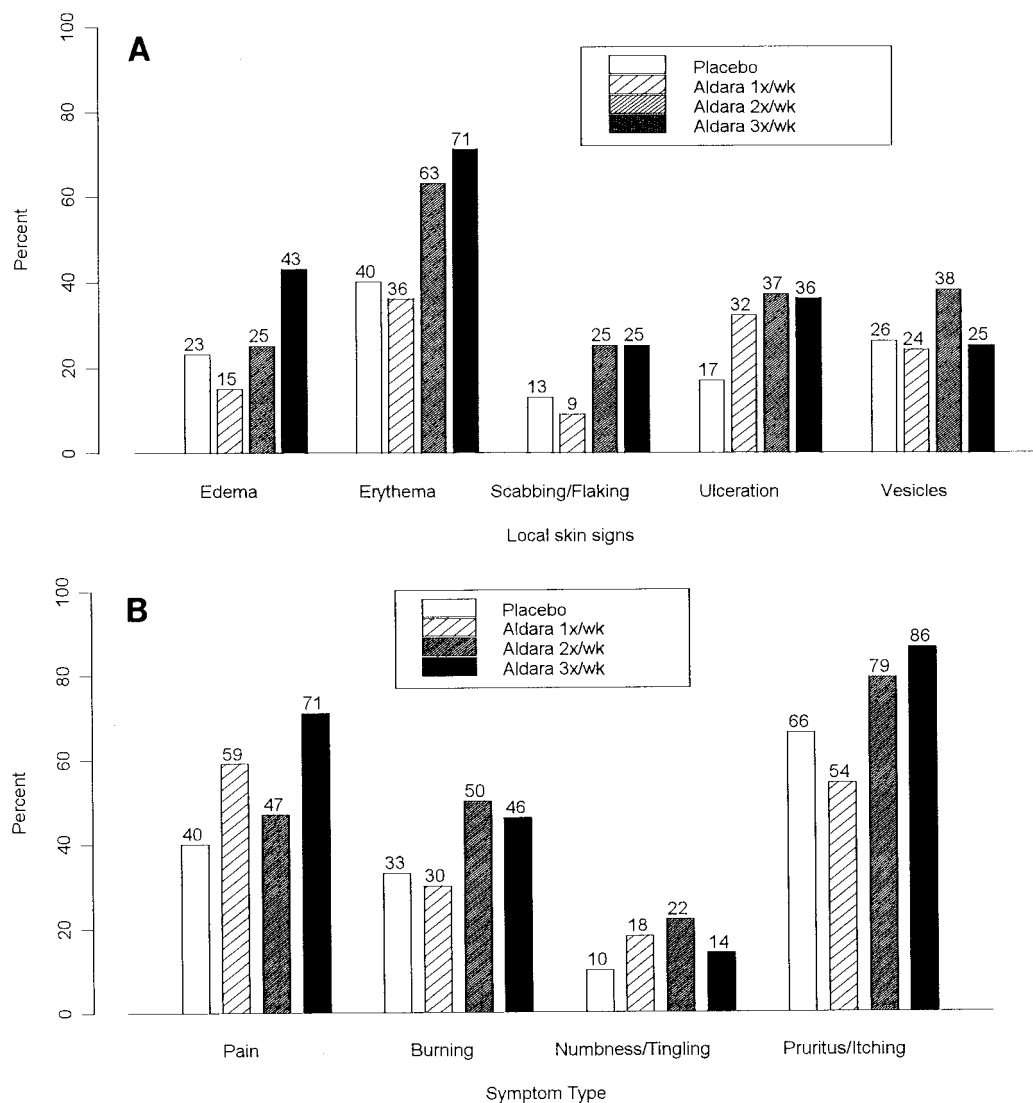 A
Placebo
Aldara 1x/wk
Aldara 2x/wk
Aldara 3x/wk
Percent
100
80
60
40
20
0
23
15
25
43
40
36
63
71
13
9
25
25
17
32
37
36
26
24
38
25
Edema
Erythema
Scabbing/Flaking
Ulceration
Vesicles
Local skin signs
B
Placebo
Aldara 1x/wk
Aldara 2x/wk
Aldara 3x/wk
Percent
100
80
60
40
20
0
40
59
47
71
33
30
50
46
10
18
22
14
66
54
79
86
Pain
Burning
Numbness/Tingling
Pruritus/Itching
Symptom Type